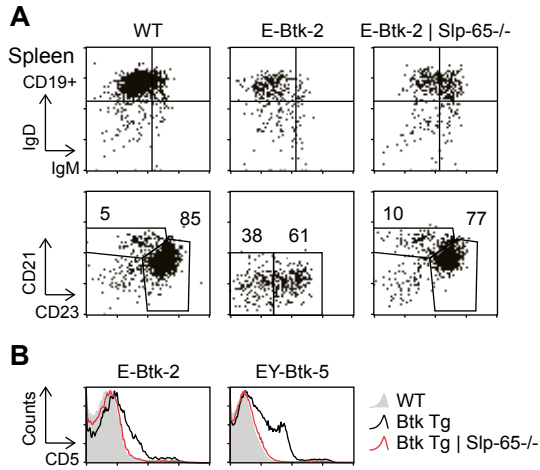 A
WT
E-Btk-2
E-Btk-2 | Slp-65-/-
Spleen
CD19+
IgD
IgM
5
85
38
61
10
77
CD21
CD23
B
E-Btk-2
EY-Btk-5
Counts
CD5
WT
Btk Tg
Btk Tg | Slp-65-/-